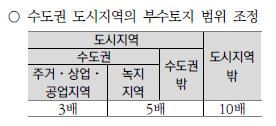 ○ 수도권 도시지역의 부수토지 범위 조정
도시지역
도시지역 밖
수도권
수도권 밖
주거·상업·공업지역
녹지지역
3배
5배
10배